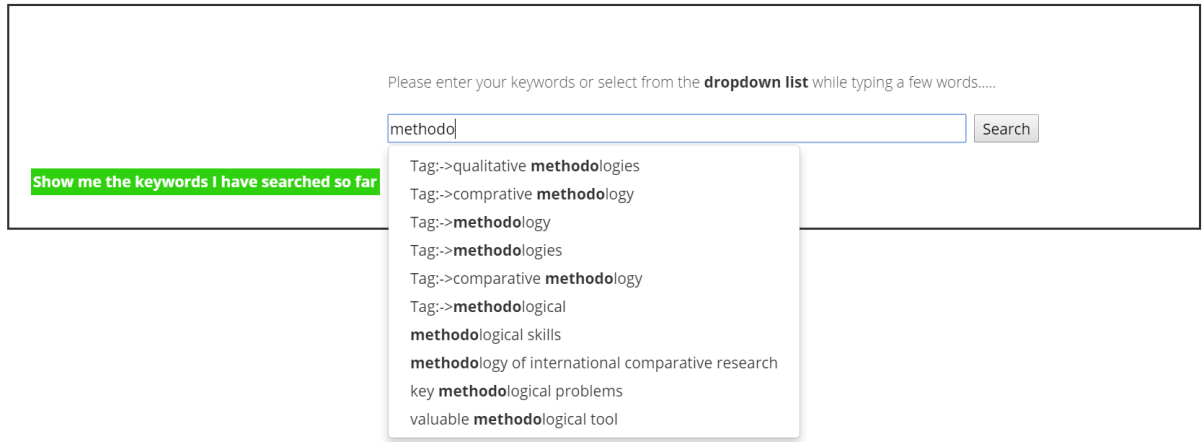 Please enter your keywords or select from the dropdown list while typing a few words.....
methodo
Search
Show me the keywords I have searched so far
Tag:->qualitative methodologies
Tag:->comprative methodology
Tag:->methodology
Tag:->methodologies
Tag:->comparative methodology
Tag:->methodological
methodological skills
methodology of international comparative research
key methodological problems
valuable methodological tool